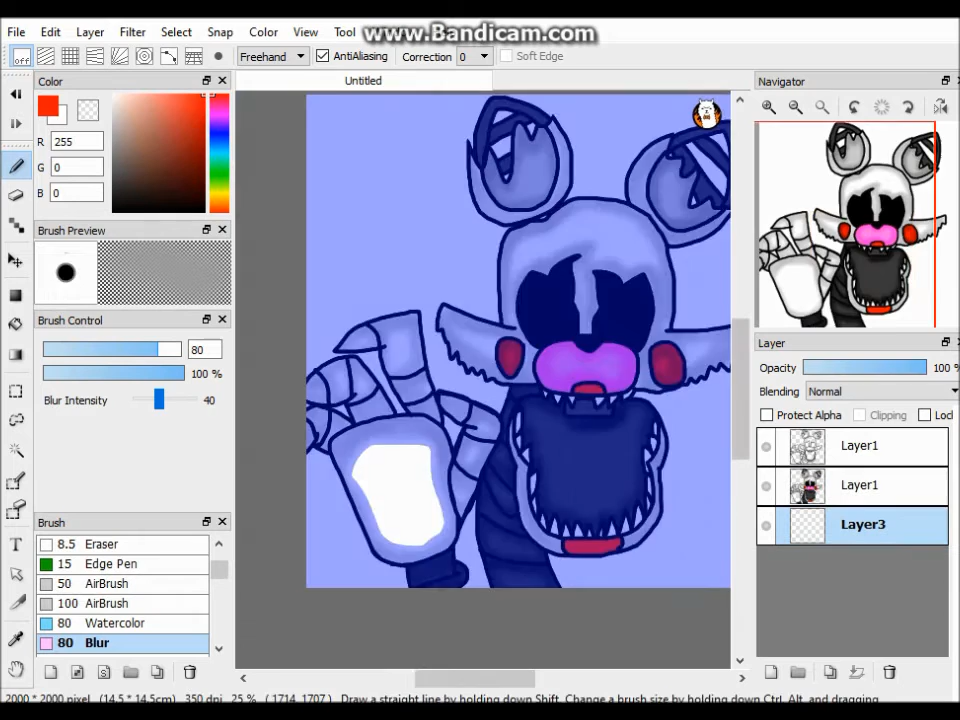 www.Bandicam.com
File Edit Layer Filter Select Snap Color View Tool
off Freehand AntiAliasing Correction 0 Soft Edge
Color
Untitled
Navigator
R 255
G 0
B 0
Brush Preview
Brush Control
80
100 %
Blur Intensity 40
Layer
Opacity 100 %
Blending Normal
Protect Alpha Clipping Lock
Layer1
Layer1
Layer3
Brush
8.5 Eraser
15 Edge Pen
50 AirBrush
100 AirBrush
80 Watercolor
80 Blur
2000 * 2000 pixel (14.5 * 14.5cm) 350 dpi 25 % ( 1714, 1707 ) Draw a straight line by holding down Shift, Change a brush size by holding down Ctrl, Alt, and dragging